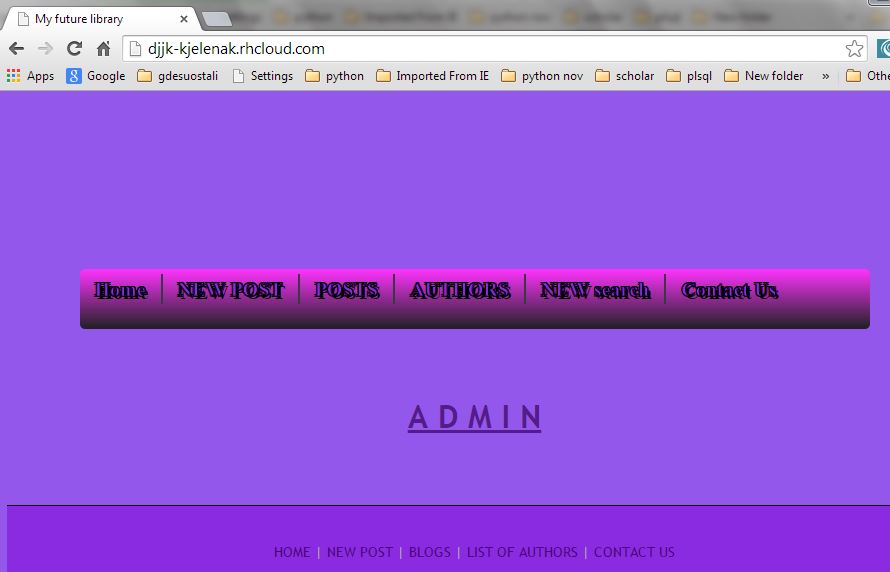 My future library
djjk-kjelenak.rhcloud.com
Apps Google gdesuostali Settings python Imported From IE python nov scholar plsql New folder » Othe
Home NEW POST POSTS AUTHORS NEW search Contact Us
A D M I N
HOME | NEW POST | BLOGS | LIST OF AUTHORS | CONTACT US